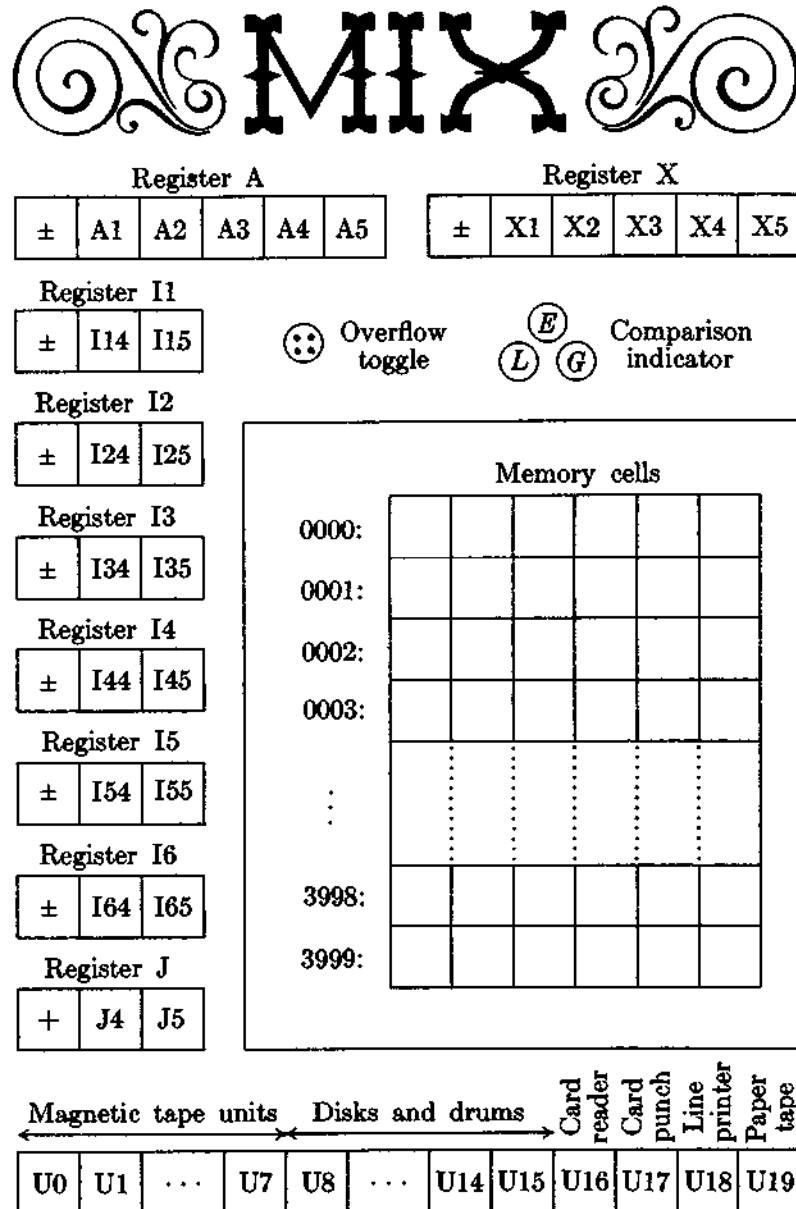 MIX
Register A
± A1 A2 A3 A4 A5
Register X
± X1 X2 X3 X4 X5
Register I1
± I14 I15
Overflow
toggle
E
L G
Comparison
indicator
Register I2
± I24 I25
Register I3
± I34 I35
Register I4
± I44 I45
Register I5
± I54 I55
Register I6
± I64 I65
Register J
+ J4 J5
Memory cells
0000:
0001:
0002:
0003:
⋮
3998:
3999:
Magnetic tape units
Disks and drums
Card
reader
Card
punch
Line
printer
Paper
tape
U0 U1 ··· U7 U8 ··· U14 U15 U16 U17 U18 U19